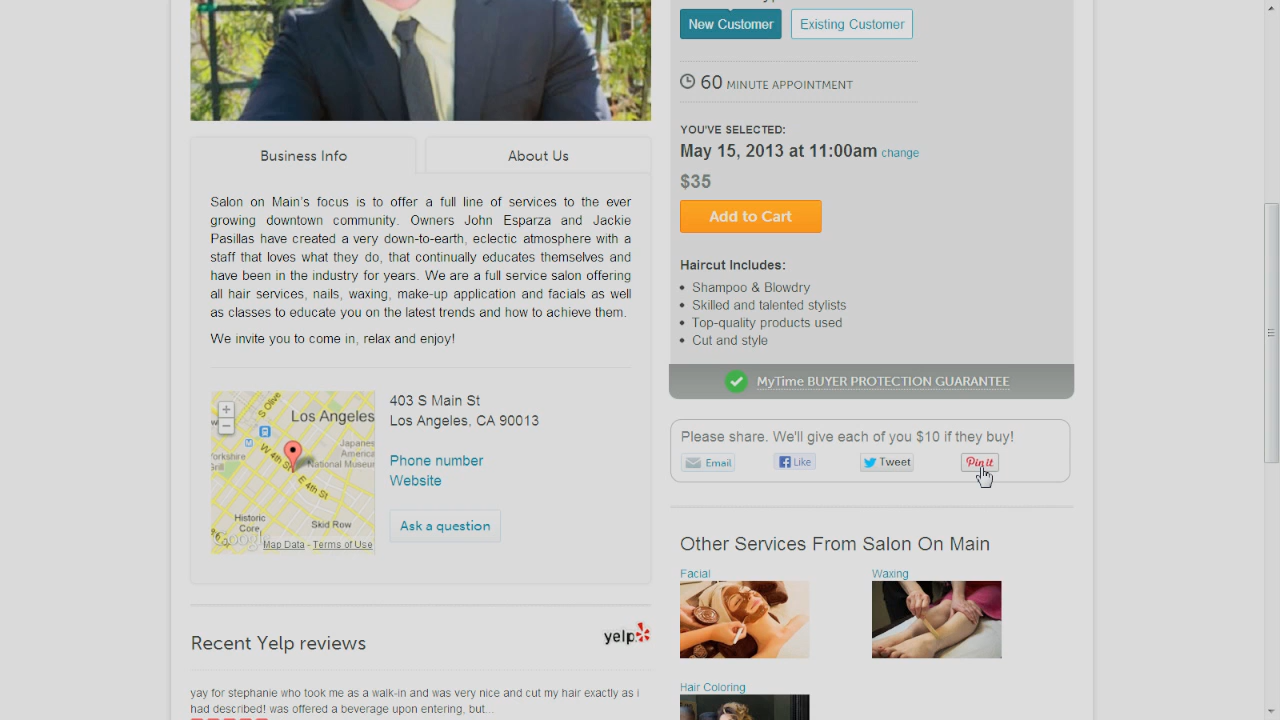 New Customer
Existing Customer
60 MINUTE APPOINTMENT
YOU'VE SELECTED:
May 15, 2013 at 11:00am change
$35
Add to Cart
Haircut Includes:
Shampoo & Blowdry
Skilled and talented stylists
Top-quality products used
Cut and style
MyTime BUYER PROTECTION GUARANTEE
Please share. We'll give each of you $10 if they buy!
Email
Like
Tweet
Pin it
Other Services From Salon On Main
Facial
Waxing
Hair Coloring
Business Info
About Us
Salon on Main's focus is to offer a full line of services to the ever
growing downtown community. Owners John Esparza and Jackie
Pasillas have created a very down-to-earth, eclectic atmosphere with a
staff that loves what they do, that continually educates themselves and
have been in the industry for years. We are a full service salon offering
all hair services, nails, waxing, make-up application and facials as well
as classes to educate you on the latest trends and how to achieve them.
We invite you to come in, relax and enjoy!
S Olive
Los Angeles
Japanese
America
National Museum
W 4th St
E 4th St
Historic
Core
Skid Row
Google
Map Data - Terms of Use
403 S Main St
Los Angeles, CA 90013
Phone number
Website
Ask a question
Recent Yelp reviews
yelp
yay for stephanie who took me as a walk-in and was very nice and cut my hair exactly as i
had described! was offered a beverage upon entering, but...